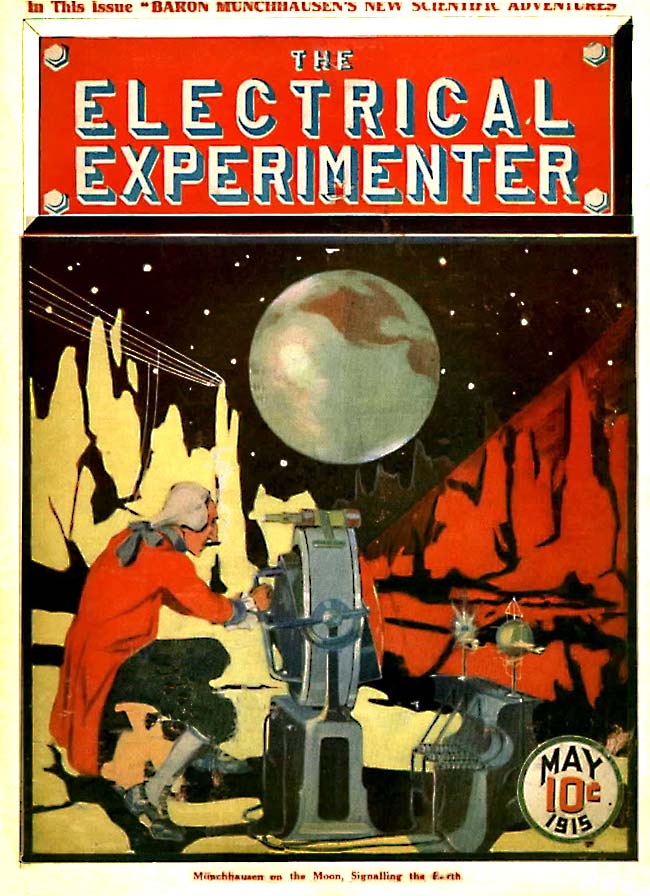 In This Issue "BARON MUNCHHAUSEN'S NEW SCIENTIFIC ADVENTURES
THE
ELECTRICAL
EXPERIMENTER
MAY
10¢
1915
Münchhausen on the Moon, Signalling the Earth